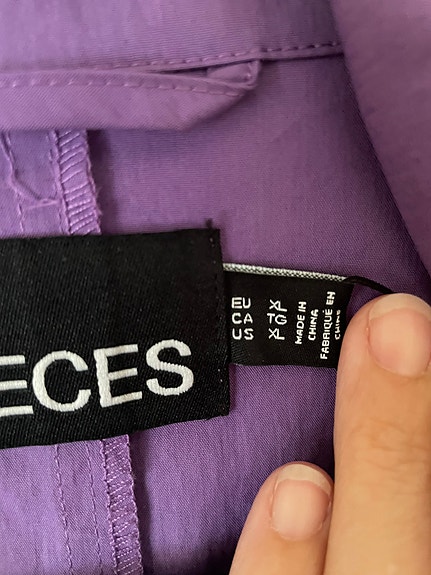 ECES
EU XL
CA TG
US XL
MADE IN
CHINA
FABRIQUÉ EN
CHINE